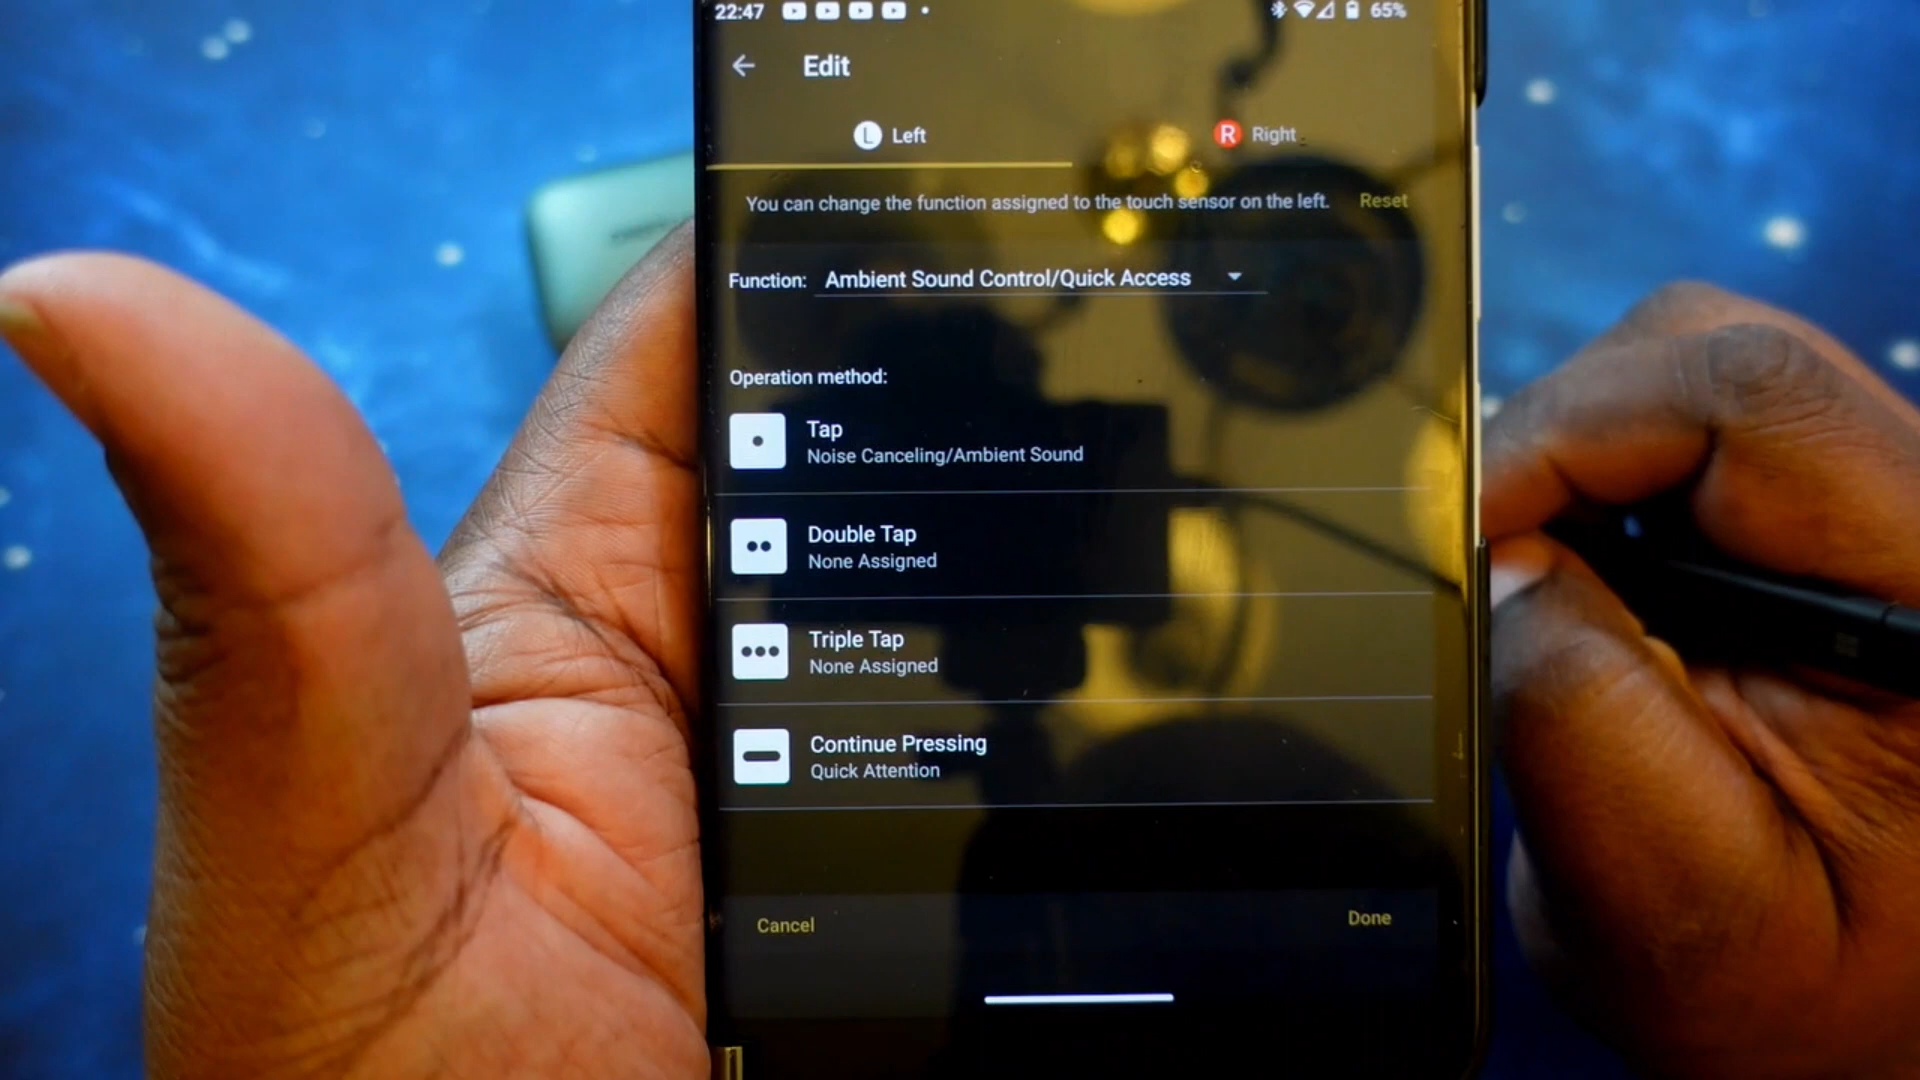 22:47
65%
Edit
L Left
R Right
You can change the function assigned to the touch sensor on the left. Reset
Function: Ambient Sound Control/Quick Access
Operation method:
Tap
Noise Canceling/Ambient Sound
Double Tap
None Assigned
Triple Tap
None Assigned
Continue Pressing
Quick Attention
Cancel
Done